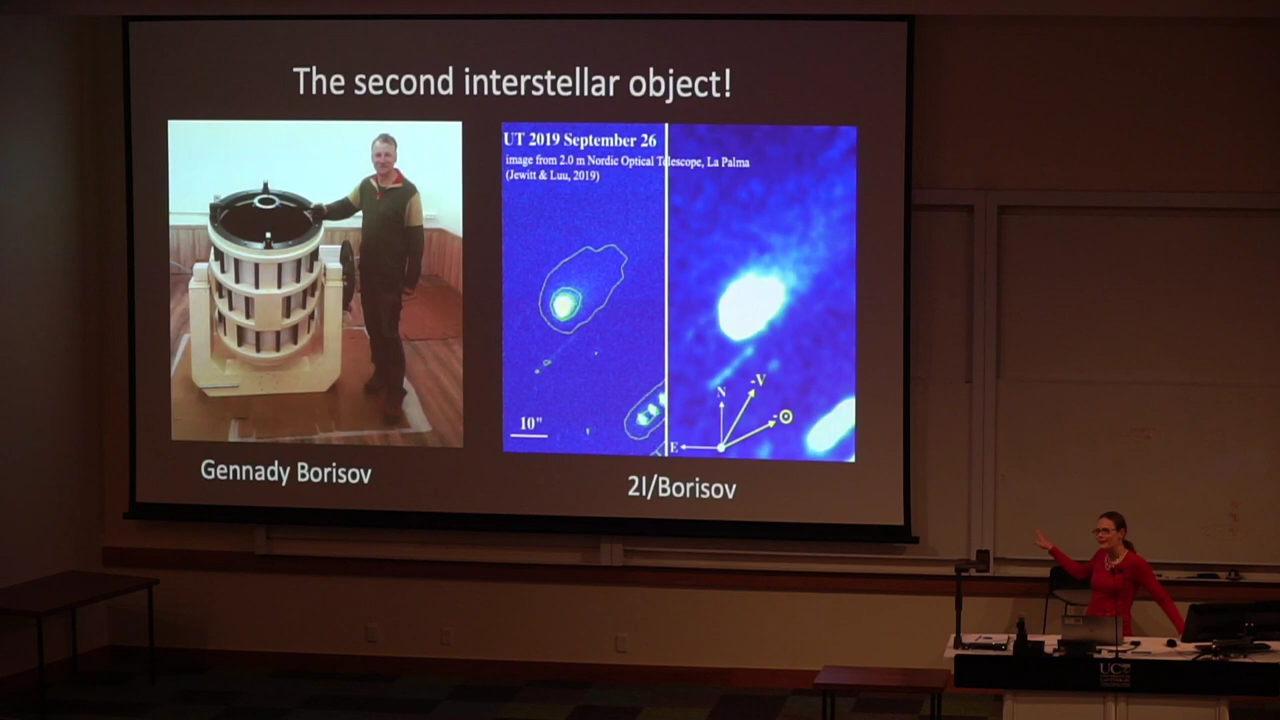 The second interstellar object!
UT 2019 September 26
image from 2.0 m Nordic Optical Telescope, La Palma
(Jewitt & Luu, 2019)
-V
N
-⊙
10"
E
Gennady Borisov
2I/Borisov
UC